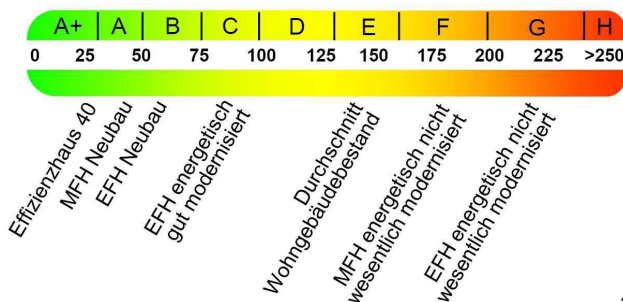 A+ A B C D E F G H
0 25 50 75 100 125 150 175 200 225 >250
Effizienzhaus 40
MFH Neubau
EFH Neubau
EFH energetisch
gut modernisiert
Durchschnitt
Wohngebäudebestand
MFH energetisch nicht
wesentlich modernisiert
EFH energetisch nicht
wesentlich modernisiert